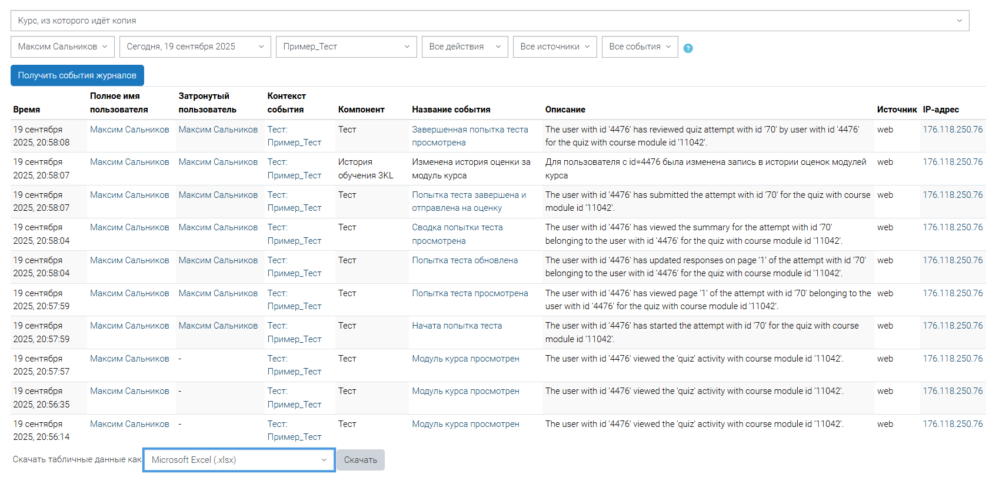 Курс, из которого идёт копия
Максим Сальников Сегодня, 19 сентября 2025 Пример_Тест Все действия Все источники Все события ?
Получить события журналов
Время Полное имя пользователя Затронутый пользователь Контекст события Компонент Название события Описание Источник IP-адрес
19 сентября Максим Сальников Максим Сальников Тест: Тест Завершенная попытка теста The user with id '4476' has reviewed quiz attempt with id '70' by user with id '4476' web 176.118.250.76
2025, 20:58:08 Пример_Тест просмотрена for the quiz with course module id '11042'.
19 сентября Максим Сальников Максим Сальников Тест: История Изменена история оценки за Для пользователя с id=4476 была изменена запись в истории оценок модулей web 176.118.250.76
2025, 20:58:07 Пример_Тест обучения 3KL модуль курса курса
19 сентября Максим Сальников Максим Сальников Тест: Тест Попытка теста завершена и The user with id '4476' has submitted the attempt with id '70' for the quiz with course web 176.118.250.76
2025, 20:58:07 Пример_Тест отправлена на оценку module id '11042'.
19 сентября Максим Сальников Максим Сальников Тест: Тест Сводка попытки теста The user with id '4476' has viewed the summary for the attempt with id '70' web 176.118.250.76
2025, 20:58:04 Пример_Тест просмотрена belonging to the user with id '4476' for the quiz with course module id '11042'.
19 сентября Максим Сальников Максим Сальников Тест: Тест Попытка теста обновлена The user with id '4476' has updated responses on page '1' of the attempt with id '70' web 176.118.250.76
2025, 20:58:04 Пример_Тест belonging to the user with id '4476' for the quiz with course module id '11042'.
19 сентября Максим Сальников Максим Сальников Тест: Тест Попытка теста просмотрена The user with id '4476' has viewed page '1' of the attempt with id '70' belonging to the web 176.118.250.76
2025, 20:57:59 Пример_Тест user with id '4476' for the quiz with course module id '11042'.
19 сентября Максим Сальников Максим Сальников Тест: Тест Начата попытка теста The user with id '4476' has started the attempt with id '70' for the quiz with course web 176.118.250.76
2025, 20:57:59 Пример_Тест module id '11042'.
19 сентября Максим Сальников - Тест: Тест Модуль курса просмотрен The user with id '4476' viewed the 'quiz' activity with course module id '11042'. web 176.118.250.76
2025, 20:57:57 Пример_Тест
19 сентября Максим Сальников - Тест: Тест Модуль курса просмотрен The user with id '4476' viewed the 'quiz' activity with course module id '11042'. web 176.118.250.76
2025, 20:56:35 Пример_Тест
19 сентября Максим Сальников - Тест: Тест Модуль курса просмотрен The user with id '4476' viewed the 'quiz' activity with course module id '11042'. web 176.118.250.76
2025, 20:56:14 Пример_Тест
Скачать табличные данные как Microsoft Excel (.xlsx) Скачать